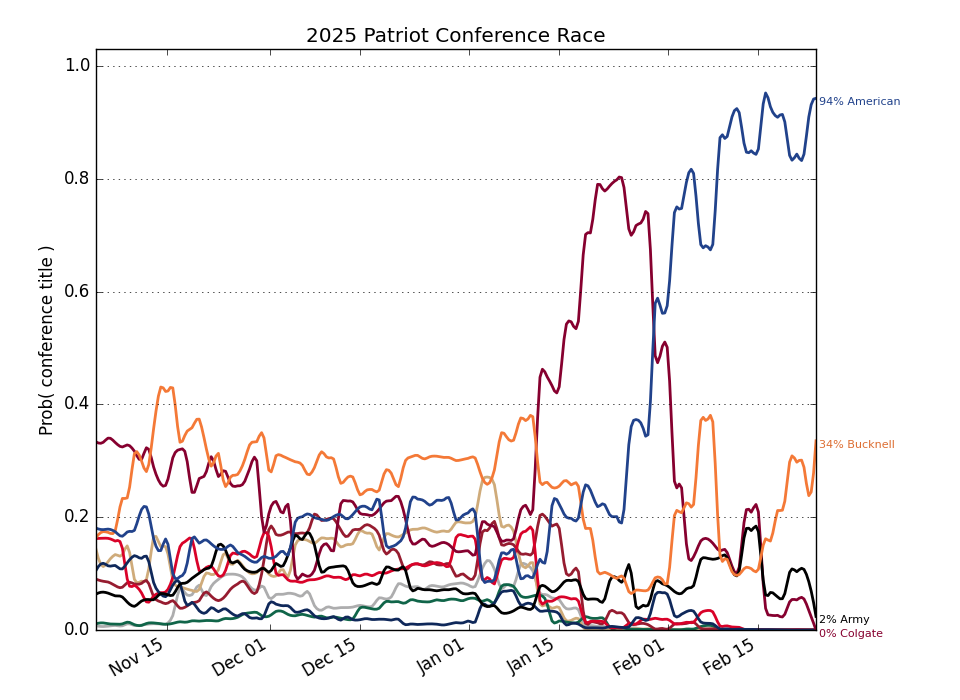 2025 Patriot Conference Race
Prob( conference title )
1.0
0.8
0.6
0.4
0.2
0.0
94% American
34% Bucknell
2% Army
0% Colgate
Nov 15
Dec 01
Dec 15
Jan 01
Jan 15
Feb 01
Feb 15